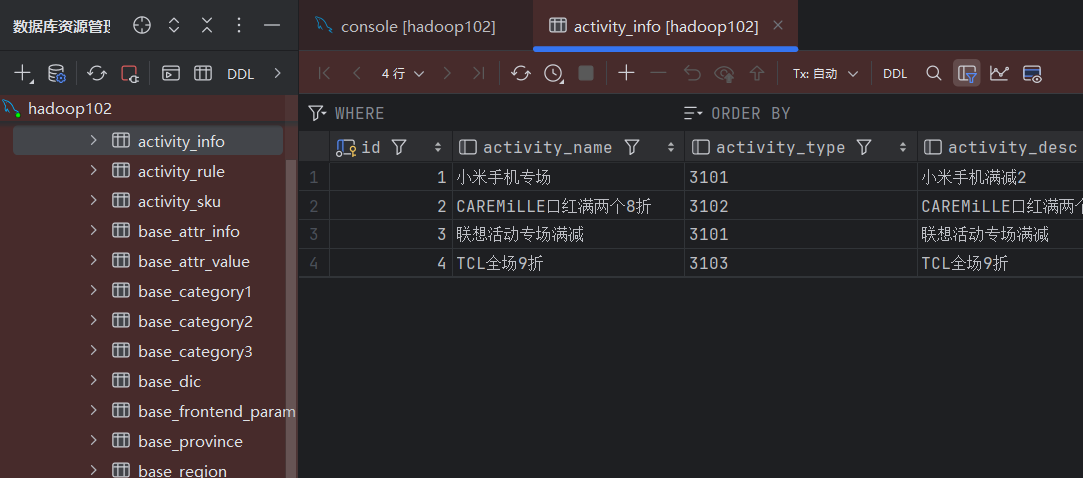 数据库资源管
console [hadoop102]
activity_info [hadoop102]
DDL
4 行
Tx: 自动
DDL
hadoop102
WHERE
ORDER BY
activity_info
activity_rule
activity_sku
base_attr_info
base_attr_value
base_category1
base_category2
base_category3
base_dic
base_frontend_param
base_province
base_region
id activity_name activity_type activity_desc
1 1 小米手机专场 3101 小米手机满减2
2 2 CAREMiLLE口红满两个8折 3102 CAREMiLLE口红满两个
3 3 联想活动专场满减 3101 联想活动专场满减
4 4 TCL全场9折 3103 TCL全场9折